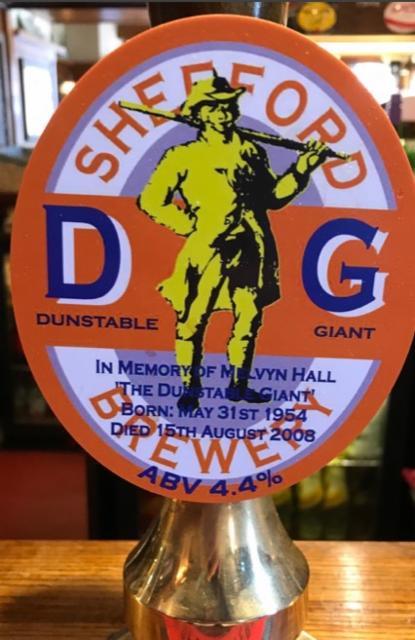 SHEFFORD
D G
DUNSTABLE GIANT
IN MEMORY OF MELVYN HALL
'THE DUNSTABLE GIANT'
BORN: MAY 31ST 1954
DIED 15TH AUGUST 2008
BREWERY
ABV 4.4%